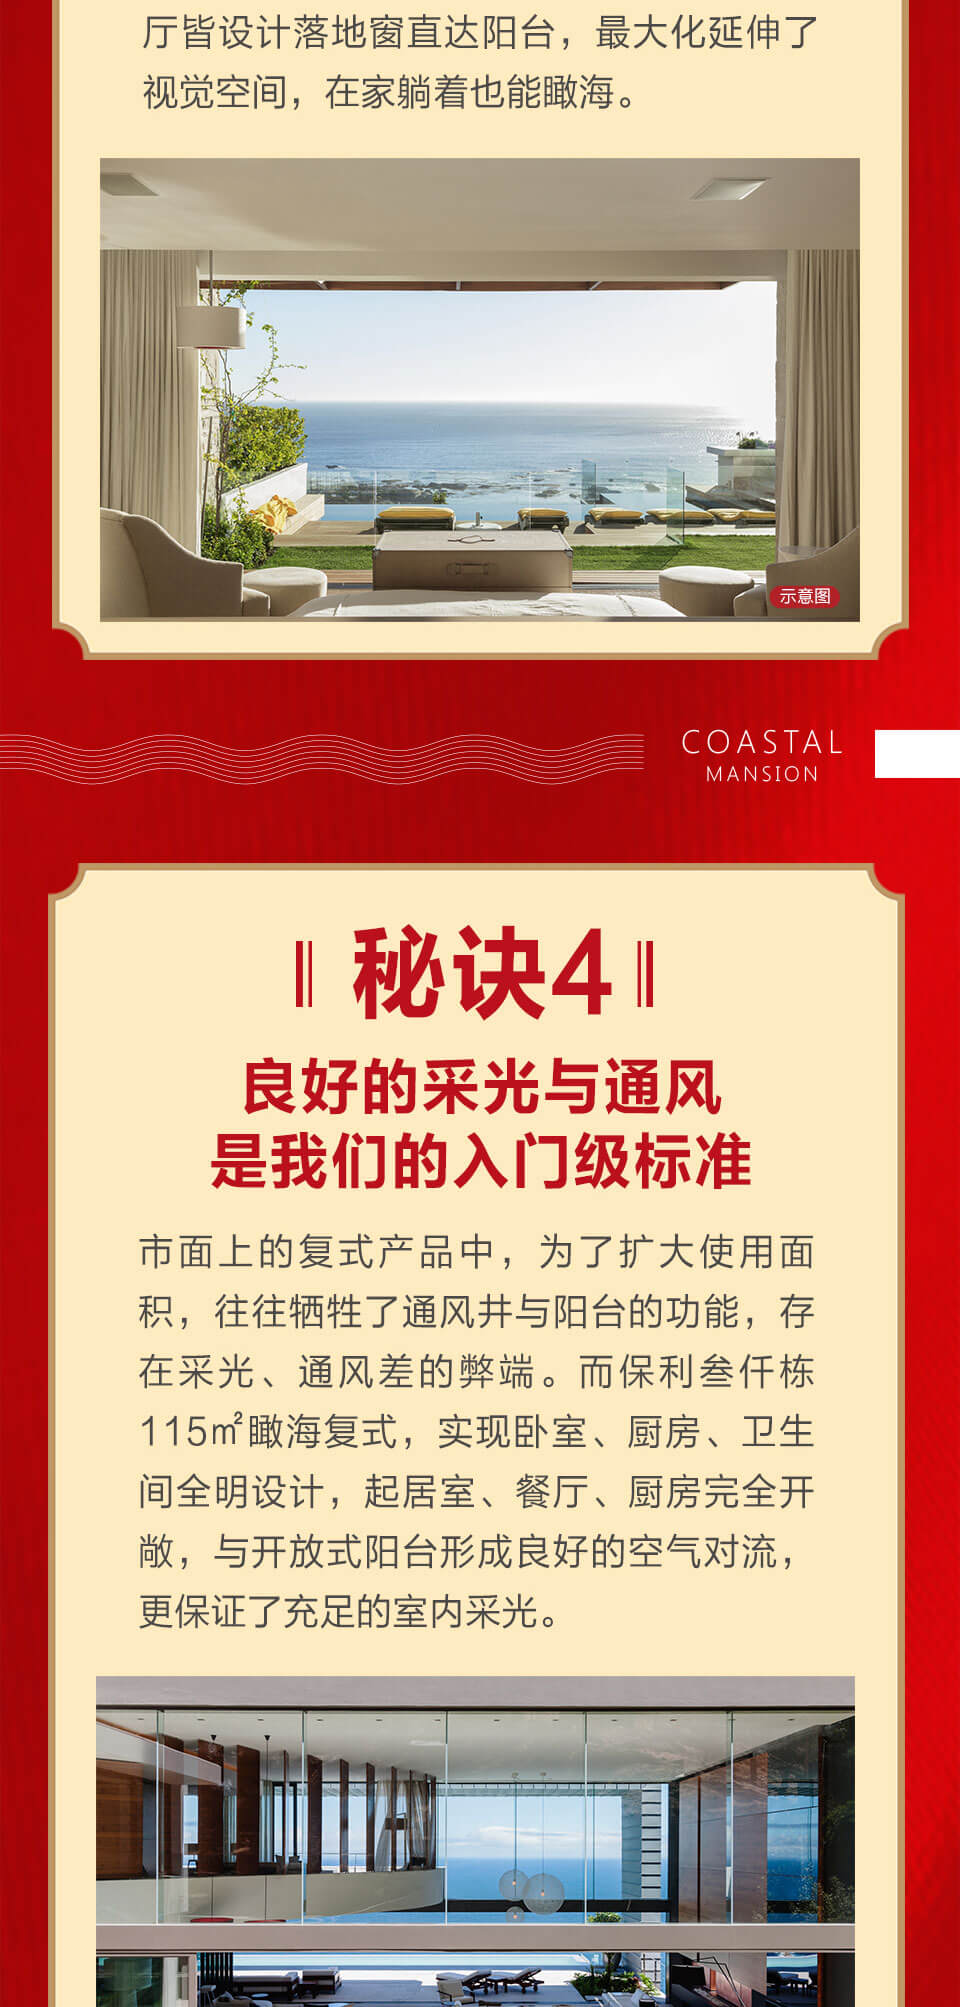 厅皆设计落地窗直达阳台，最大化延伸了
视觉空间，在家躺着也能瞰海。
示意图
COASTAL
MANSION
秘诀4
良好的采光与通风
是我们的入门级标准
市面上的复式产品中，为了扩大使用面
积，往往牺牲了通风井与阳台的功能，存
在采光、通风差的弊端。而保利叁仟栋
115㎡瞰海复式，实现卧室、厨房、卫生
间全明设计，起居室、餐厅、厨房完全开
敞，与开放式阳台形成良好的空气对流，
更保证了充足的室内采光。